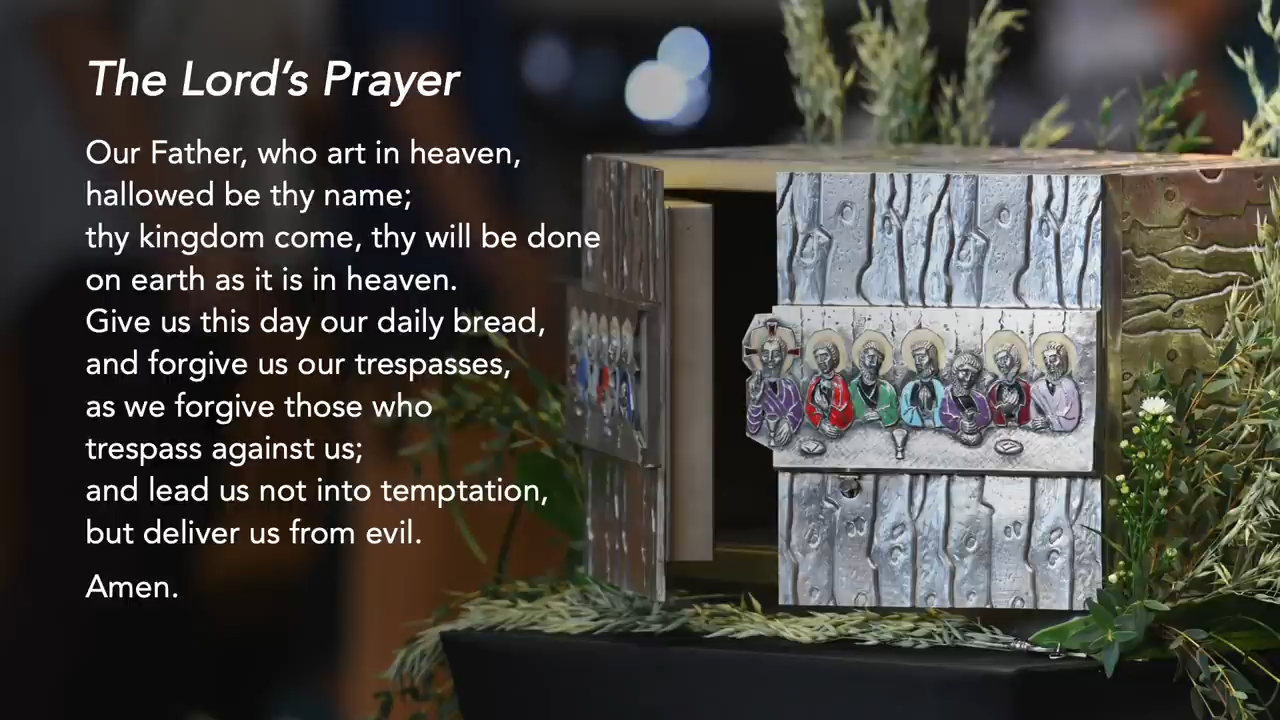 The Lord's Prayer
Our Father, who art in heaven,
hallowed be thy name;
thy kingdom come, thy will be done
on earth as it is in heaven.
Give us this day our daily bread,
and forgive us our trespasses,
as we forgive those who
trespass against us;
and lead us not into temptation,
but deliver us from evil.
Amen.